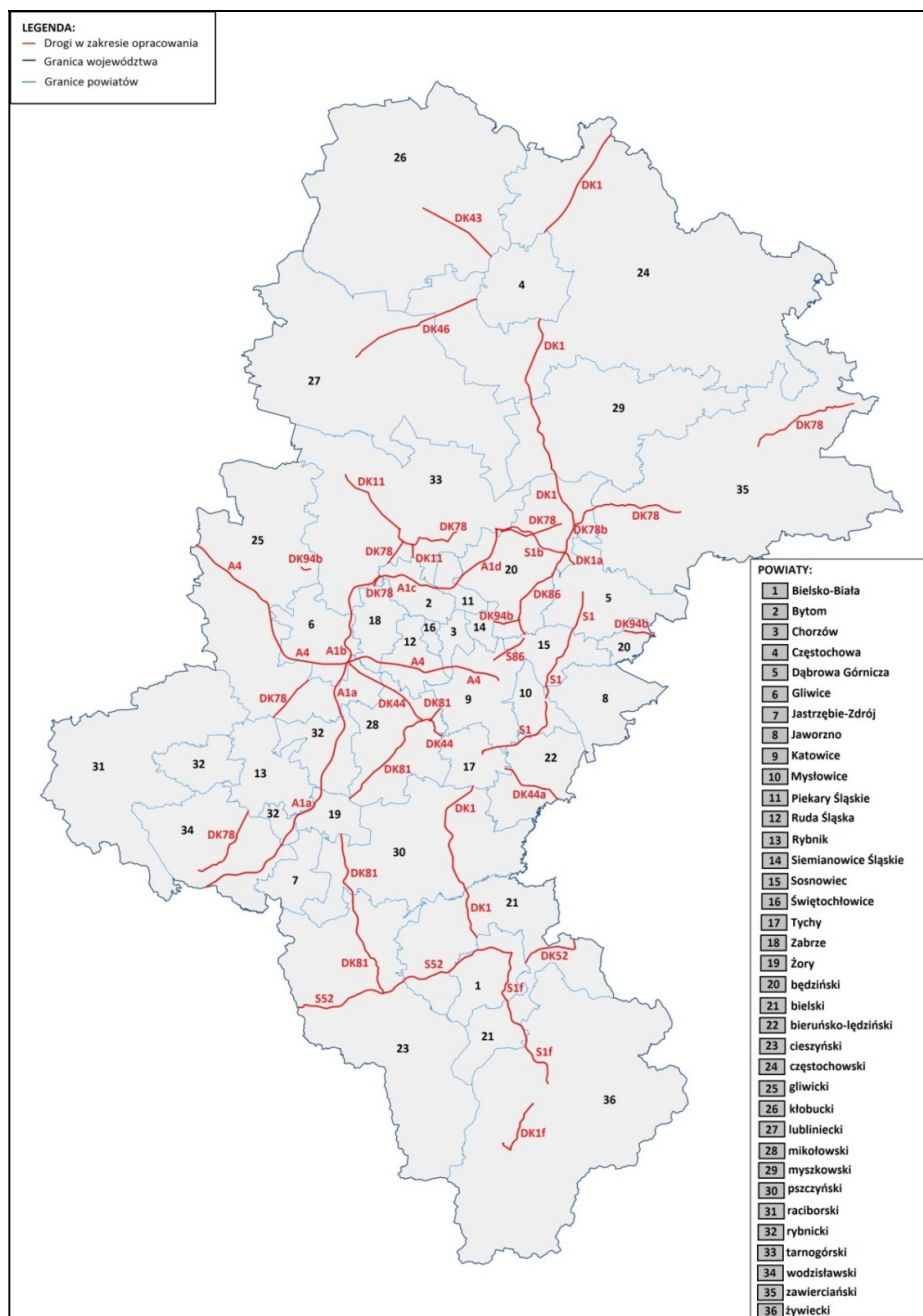 LEGENDA:
Drogi w zakresie opracowania
Granica województwa
Granice powiatów
26
DK1
DK43
24
4
DK46
DK1
27
29
DK78
DK11
33
DK1
35
DK78
DK78
DK78
DK78b
25
DK78
DK11
S1b
DK1a
A4
DK94b
A1d
20
DK78
A1c
DK86
5
2
11
6
18
16
DK94b
S1
DK94b
12
3
14
15
20
A1b
S86
A4
A4
A4
S1
A1a
DK78
DK44
DK81
9
10
8
28
32
DK44
S1
31
32
13
DK81
17
22
DK44a
A1a
32
19
DK1
34
DK78
30
7
DK81
21
DK1
DK81
S52
DK52
S52
1
S1f
21
23
S1f
36
DK1f
POWIATY:
1 Bielsko-Biała
2 Bytom
3 Chorzów
4 Częstochowa
5 Dąbrowa Górnicza
6 Gliwice
7 Jastrzębie-Zdrój
8 Jaworzno
9 Katowice
10 Mysłowice
11 Piekary Śląskie
12 Ruda Śląska
13 Rybnik
14 Siemianowice Śląskie
15 Sosnowiec
16 Świętochłowice
17 Tychy
18 Zabrze
19 Żory
20 będziński
21 bielski
22 bieruńsko-lędziński
23 cieszyński
24 częstochowski
25 gliwicki
26 kłobucki
27 lubliniecki
28 mikołowski
29 myszkowski
30 pszczyński
31 raciborski
32 rybnicki
33 tarnogórski
34 wodzisławski
35 zawierciański
36 żywiecki